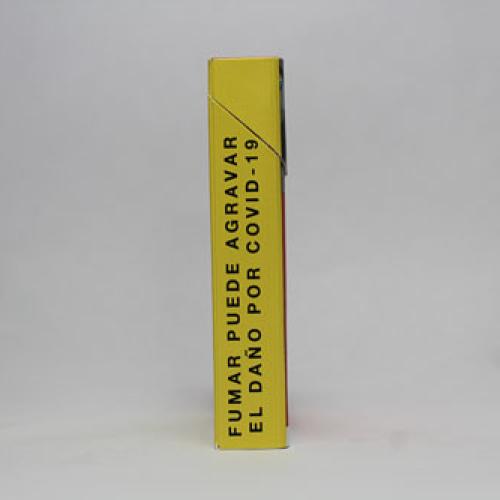 FUMAR PUEDE AGRAVAR
EL DAÑO POR COVID-19